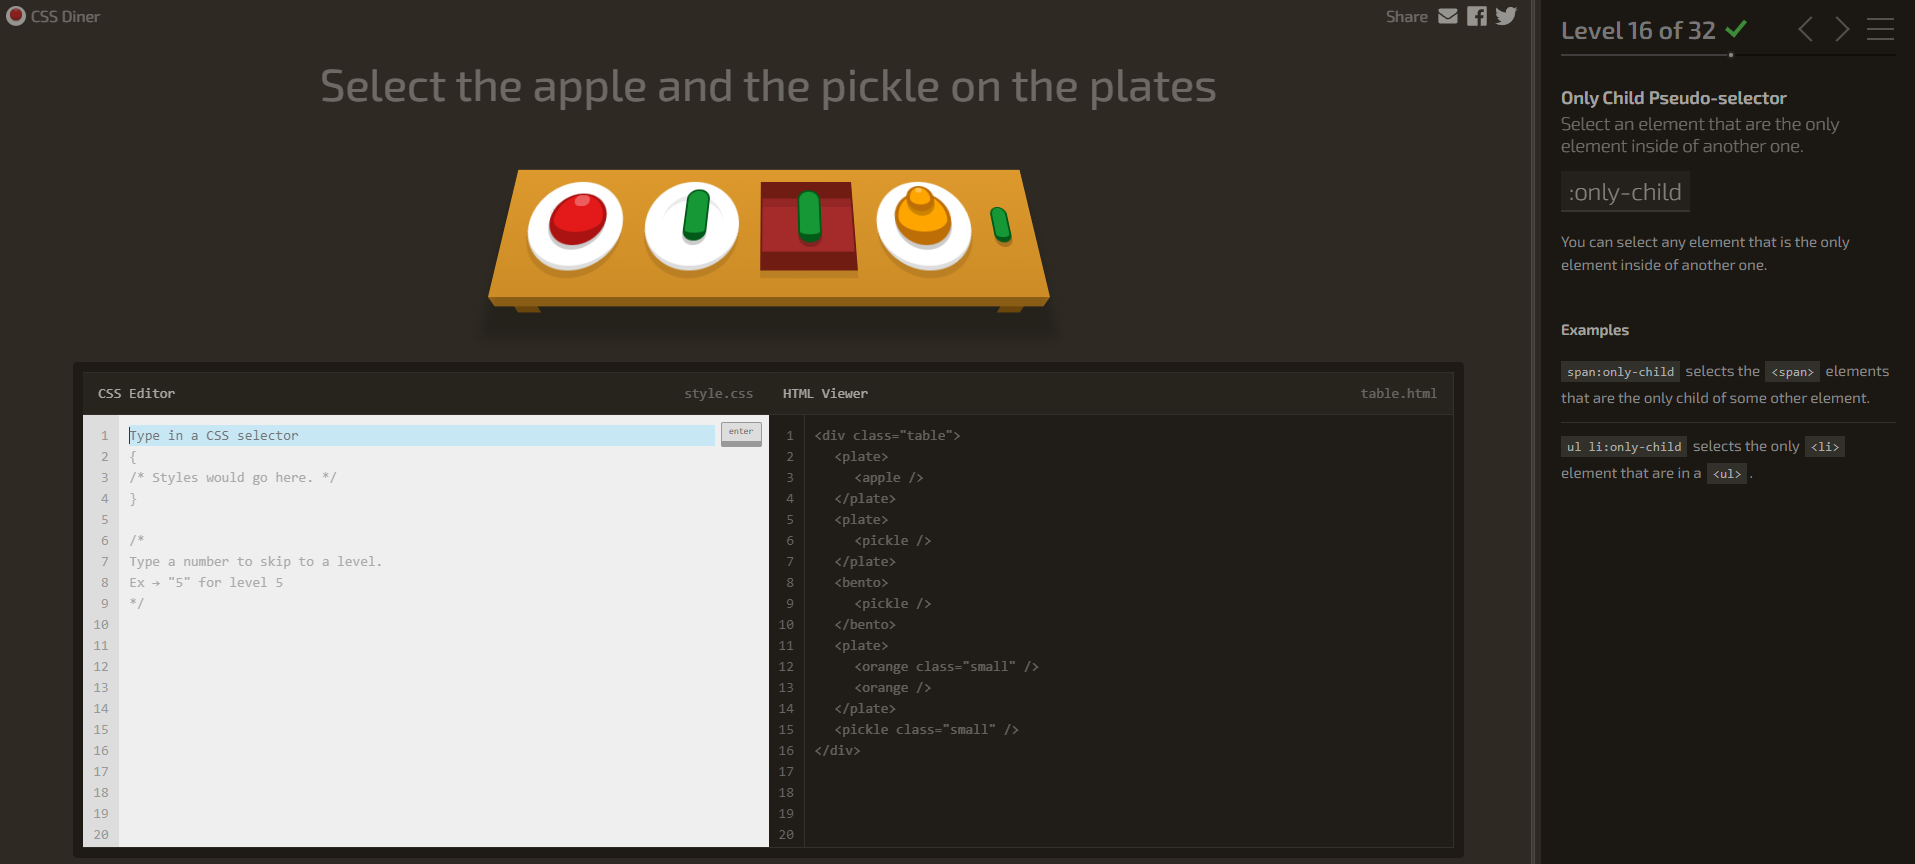 CSS Diner
Share
Select the apple and the pickle on the plates
CSS Editor
style.css
1 Type in a CSS selector
enter
2 {
3 /* Styles would go here. */
4 }
5
6 /*
7 Type a number to skip to a level.
8 Ex → "5" for level 5
9 */
10
11
12
13
14
15
16
17
18
19
20
HTML Viewer
table.html
1 <div class="table">
2 <plate>
3 <apple />
4 </plate>
5 <plate>
6 <pickle />
7 </plate>
8 <bento>
9 <pickle />
10 </bento>
11 <plate>
12 <orange class="small" />
13 <orange />
14 </plate>
15 <pickle class="small" />
16 </div>
17
18
19
20
Level 16 of 32
Only Child Pseudo-selector
Select an element that are the only
element inside of another one.
:only-child
You can select any element that is the only
element inside of another one.
Examples
span:only-child selects the <span> elements
that are the only child of some other element.
ul li:only-child selects the only <li>
element that are in a <ul>.